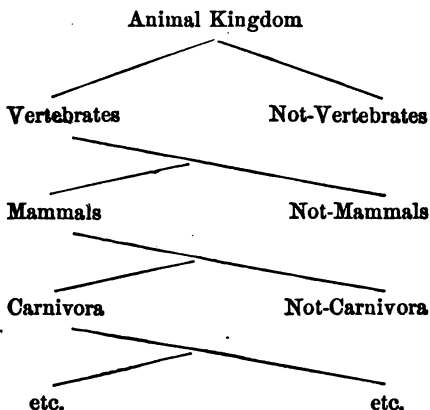 Animal Kingdom
Vertebrates Not-Vertebrates
Mammals Not-Mammals
Carnivora Not-Carnivora
etc. etc.